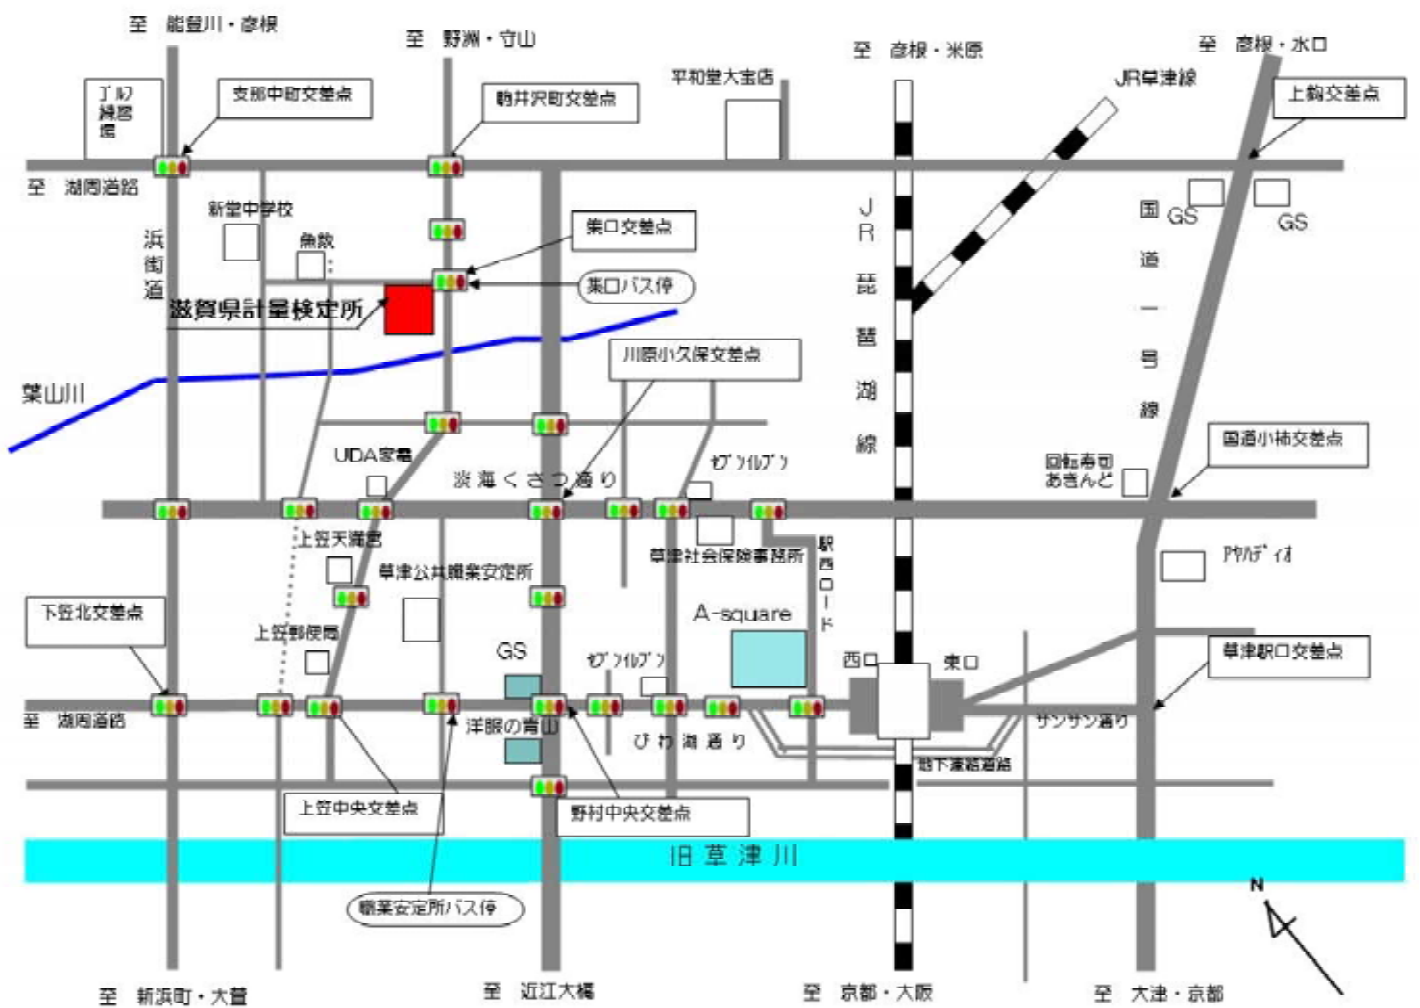 至 能登川・彦根
至 野洲・守山
至 彦根・米原
至 彦根・水口
ゴルフ
練習
場
支那中町交差点
駒井沢町交差点
平和堂大宝店
JR草津線
上鈎交差点
至 湖周道路
新堂中学校
魚数
浜街道
集口交差点
集口バス停
JR琵琶湖線
国道一号線
GS
GS
滋賀県計量検定所
葉山川
川原小久保交差点
UDA家電
淡海くさつ通り
セブンイレブン
回転寿司
あきんど
国道小柿交差点
上笠天満宮
草津公共職業安定所
草津社会保険事務所
駅西ロード
アヤハディオ
下笠北交差点
上笠郵便局
GS
セブンイレブン
A-square
西口
東口
草津駅口交差点
至 湖周道路
洋服の青山
びわ湖通り
サンサン通り
地下連絡道路
上笠中央交差点
野村中央交差点
旧草津川
職業安定所バス停
N
至 新浜町・大萱
至 近江大橋
至 京都・大阪
至 大津・京都